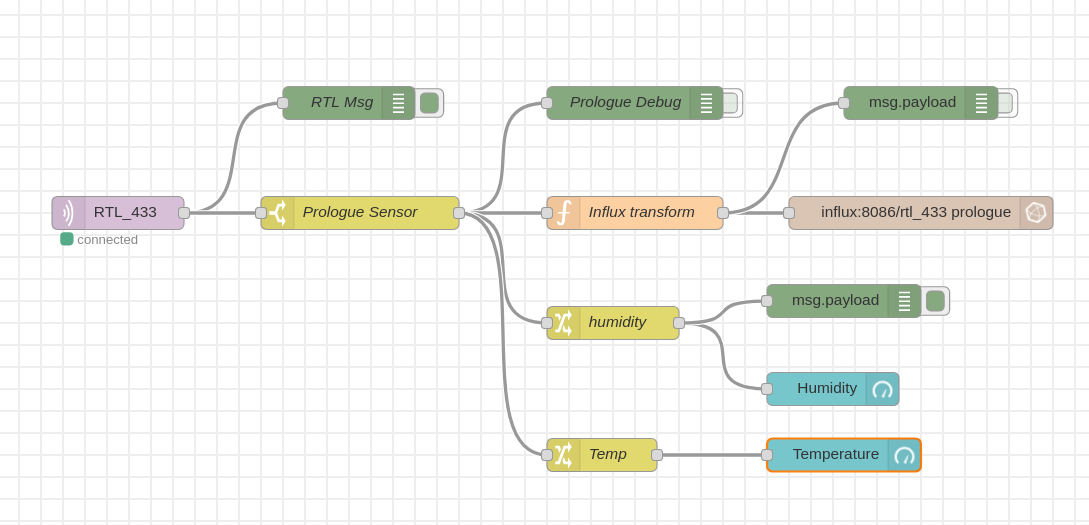 RTL Msg
Prologue Debug
msg.payload
RTL_433
Prologue Sensor
Influx transform
influx:8086/rtl_433 prologue
connected
msg.payload
humidity
Humidity
Temp
Temperature